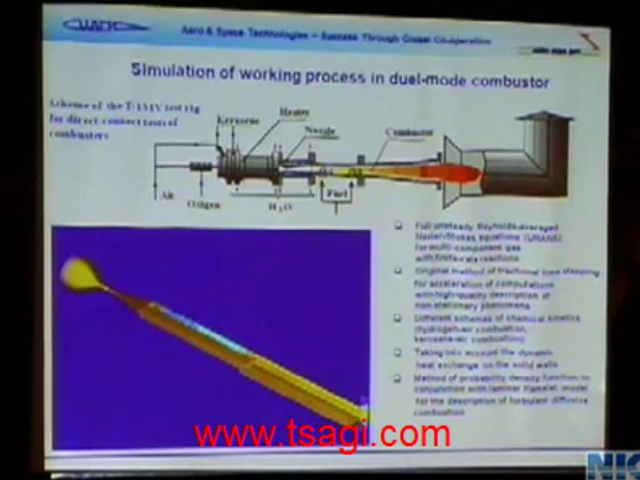 ЦАГИ
Aero & Space Technologies – Success Through Global Co-operation
Simulation of working process in duel-mode combustor
Scheme of the T-131V test rig
for direct-connect tests of
combustors
Kerosene
Heater
Nozzle
Combustor
Air
Oxigen
H2O
Fuel
Full unsteady Reynolds-averaged
Navier-Stokes equations (URANS)
for multi-component gas
with finite-rate reactions
Original method of fractional time stepping
for acceleration of computations
with high-quality description of
non-stationary phenomena
Different schemes of chemical kinetics
(hydrogen-air combustion,
kerosene-air combustion)
Taking into account the dynamic
heat exchange on the solid walls
Method of probability density function in
conjunction with laminar flamelet model
for the description of turbulent diffusive
combustion
www.tsagi.com
NIC